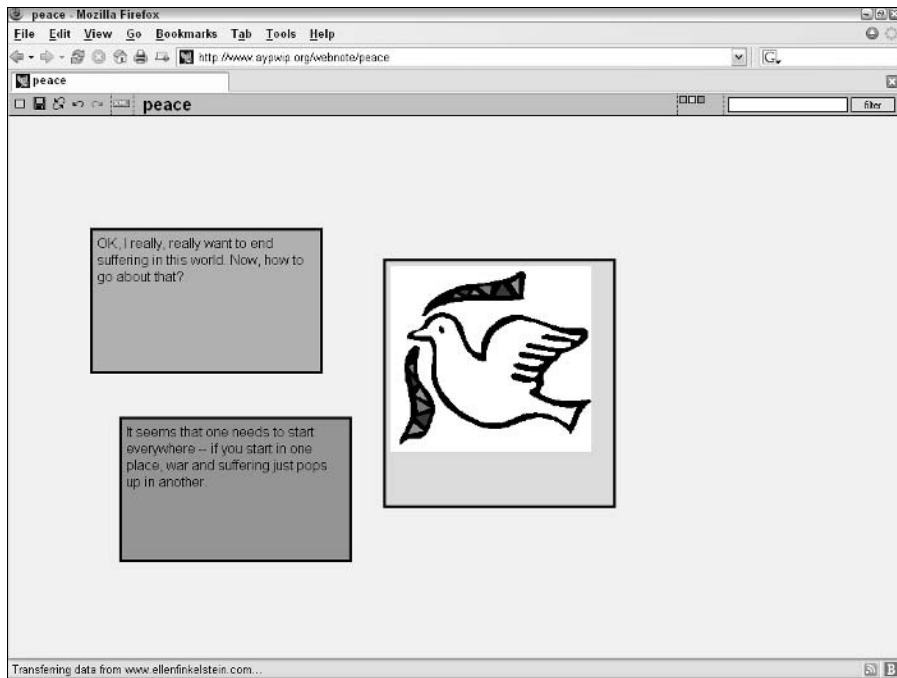 peace - Mozilla Firefox
File Edit View Go Bookmarks Tab Tools Help
http://www.aypwip.org/webnote/peace
G
peace
peace
filter
OK, I really, really want to end
suffering in this world. Now, how to
go about that?
It seems that one needs to start
everywhere -- if you start in one
place, war and suffering just pops
up in another.
Transferring data from www.ellenfinkelstein.com...
B